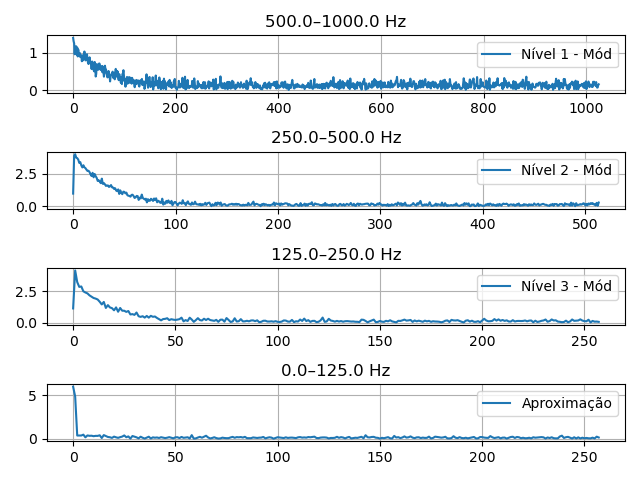 500.0–1000.0 Hz
1
0
Nível 1 - Mód
0 200 400 600 800 1000
250.0–500.0 Hz
2.5
0.0
Nível 2 - Mód
0 100 200 300 400 500
125.0–250.0 Hz
2.5
0.0
Nível 3 - Mód
0 50 100 150 200 250
0.0–125.0 Hz
5
0
Aproximação
0 50 100 150 200 250